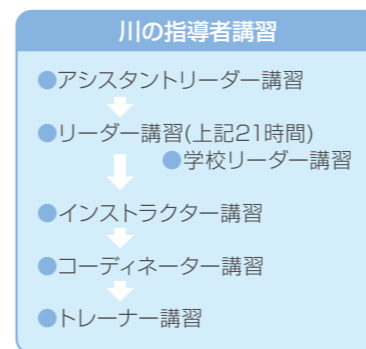 川の指導者講習
●アシスタントリーダー講習
●リーダー講習(上記21時間)
●学校リーダー講習
●インストラクター講習
●コーディネーター講習
●トレーナー講習